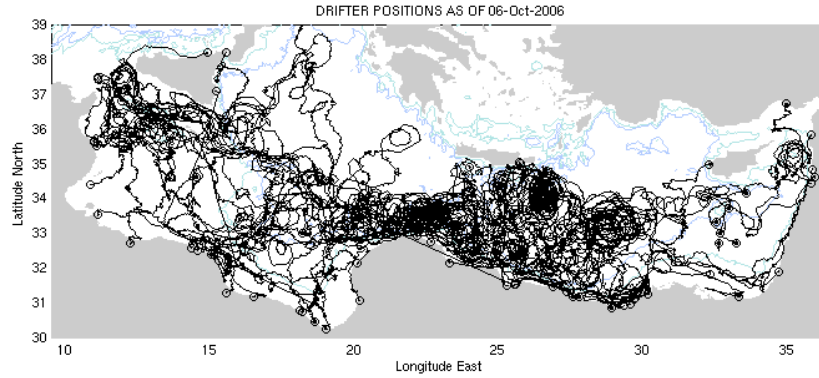 DRIFTER POSITIONS AS OF 06-Oct-2006
39
38
37
36
35
34
33
32
31
30
Latitude North
10 15 20 25 30 35
Longitude East